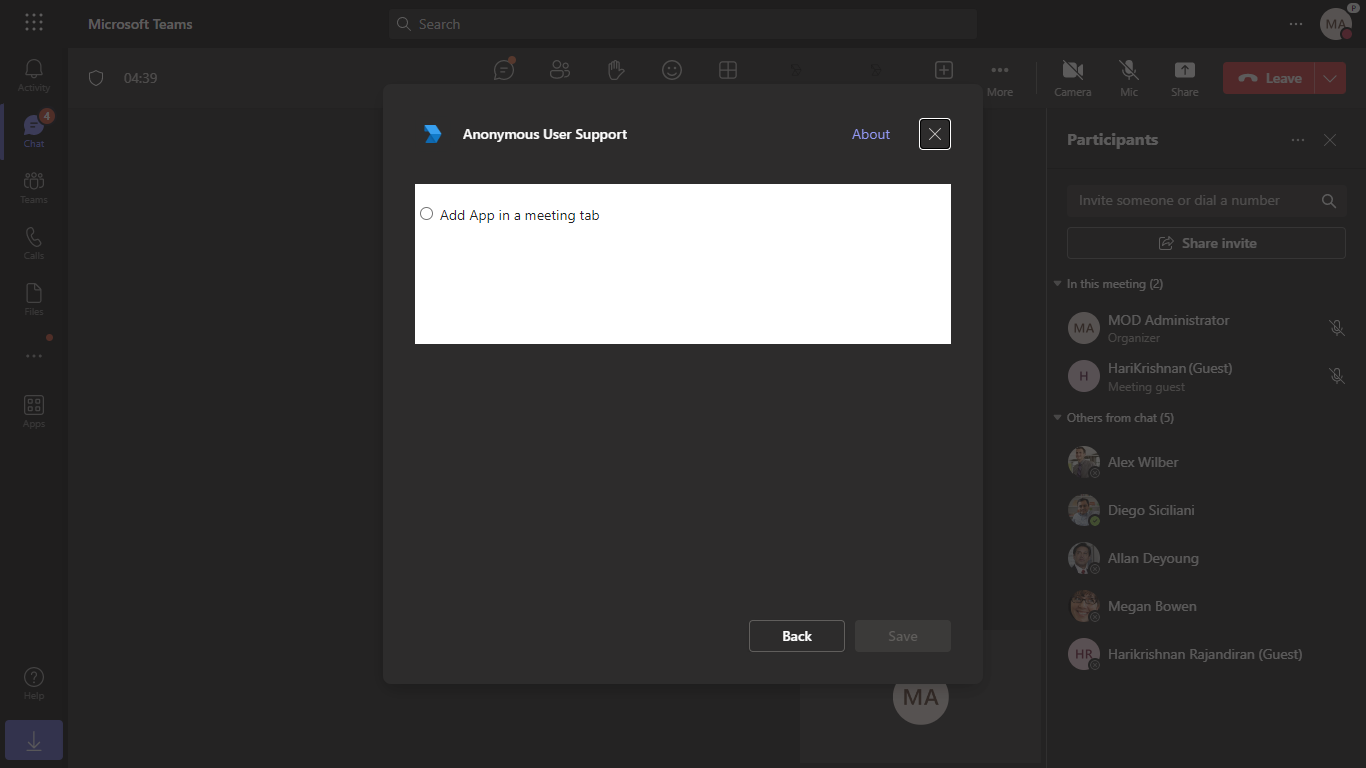 Microsoft Teams
Search
MA
P
Activity
4
Chat
Teams
Calls
Files
Apps
Help
04:39
More
Camera
Mic
Share
Leave
Anonymous User Support
About
Add App in a meeting tab
Back
Save
MA
Participants
Invite someone or dial a number
Share invite
In this meeting (2)
MA
MOD Administrator
Organizer
H
HariKrishnan (Guest)
Meeting guest
Others from chat (5)
Alex Wilber
Diego Siciliani
Allan Deyoung
Megan Bowen
HR
Harikrishnan Rajandiran (Guest)